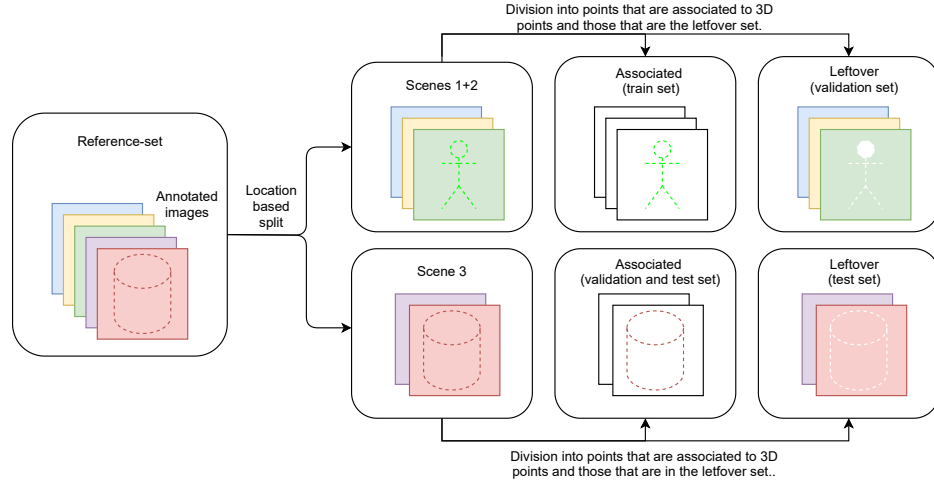 Division into points that are associated to 3D
points and those that are the letfover set.
Scenes 1+2
Associated
(train set)
Leftover
(validation set)
Reference-set
Annotated
images
Location
based
split
Scene 3
Associated
(validation and test set)
Leftover
(test set)
Division into points that are associated to 3D
points and those that are in the letfover set..